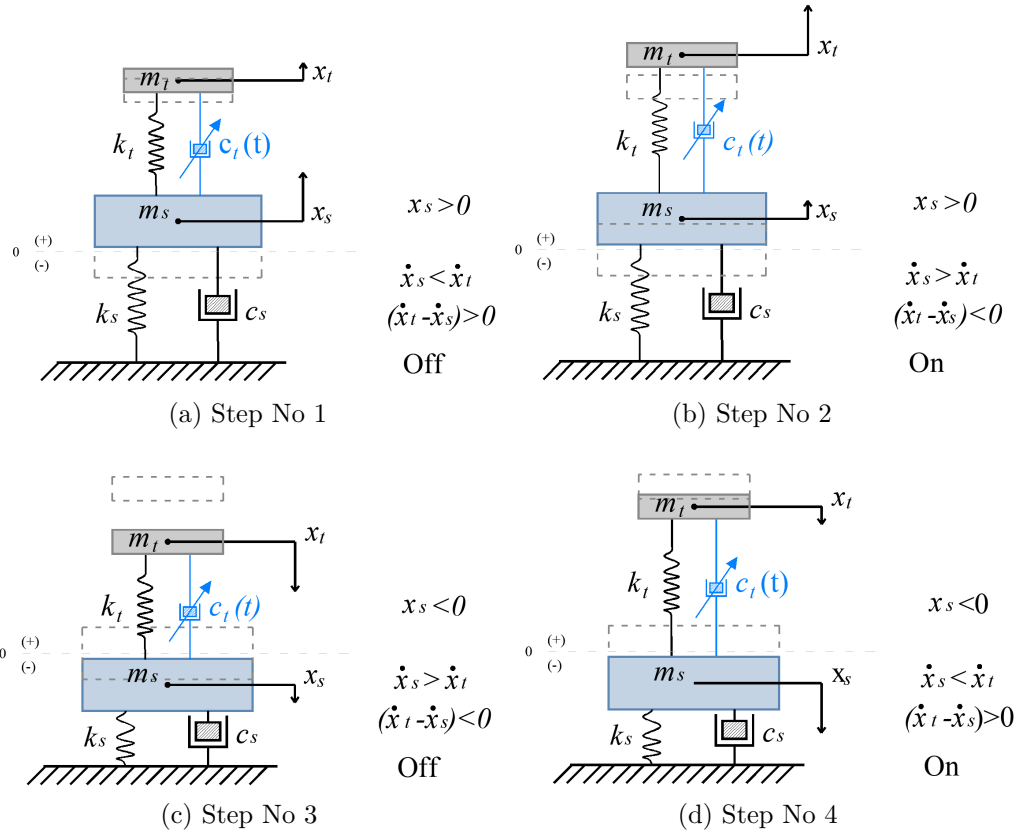 m_t
x_t
k_t
c_t(t)
m_s
x_s
x_s>0
0 (+)
(-)
ẋ_s<ẋ_t
k_s
c_s
(ẋ_t-ẋ_s)>0
Off
(a) Step No 1
m_t
x_t
k_t
c_t(t)
m_s
x_s
x_s>0
0 (+)
(-)
ẋ_s>ẋ_t
k_s
c_s
(ẋ_t-ẋ_s)<0
On
(b) Step No 2
m_t
x_t
k_t
c_t(t)
x_s<0
0 (+)
(-)
m_s
x_s
ẋ_s>ẋ_t
k_s
c_s
(ẋ_t-ẋ_s)<0
Off
(c) Step No 3
m_t
x_t
k_t
c_t(t)
x_s<0
0 (+)
(-)
m_s
x_s
ẋ_s<ẋ_t
k_s
c_s
(ẋ_t-ẋ_s)>0
On
(d) Step No 4